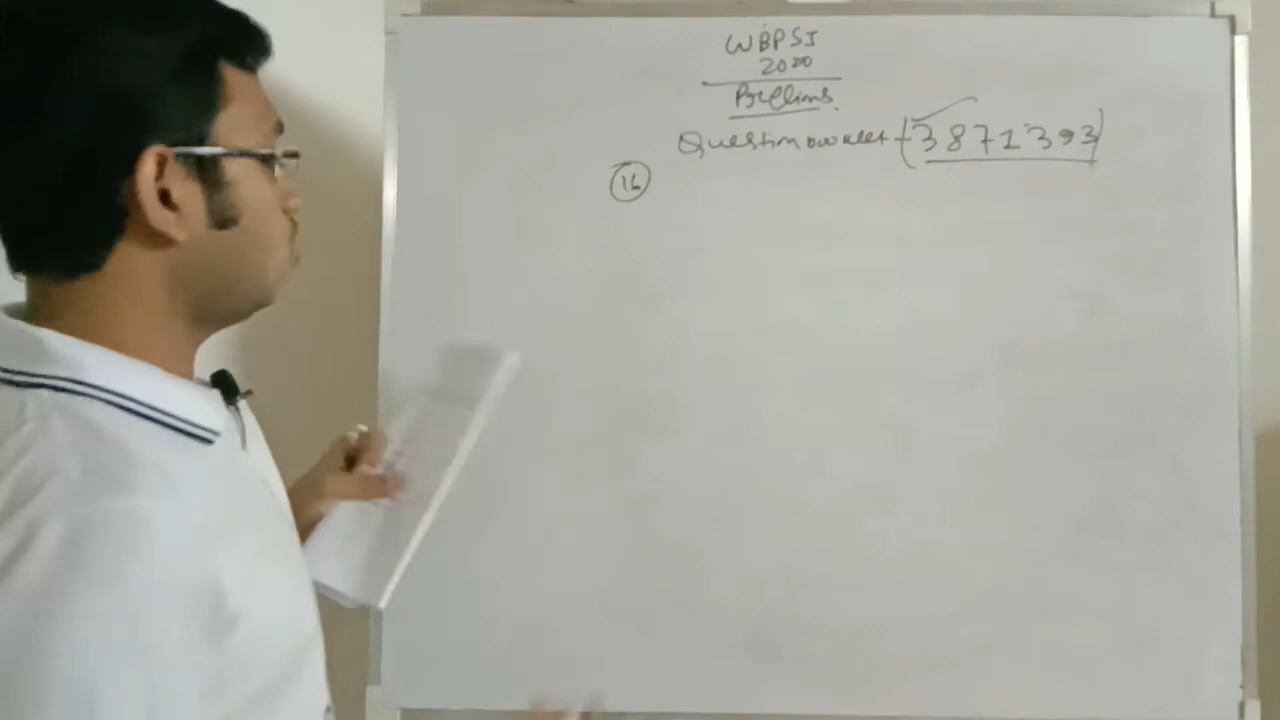 WBPSI
2020
Prelims.
Question booklet - (3871393)
16